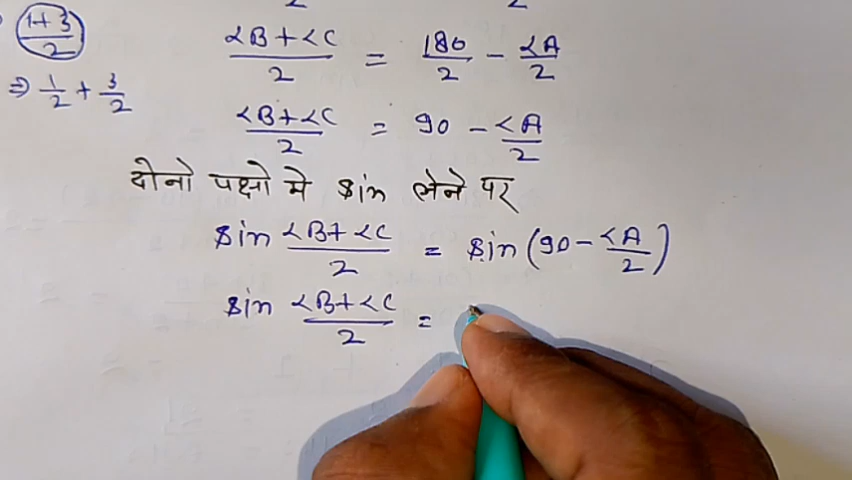 (1+3)/2
⇒ 1/2 + 3/2
(∠B+∠C)/2 = 180/2 - ∠A/2
(∠B+∠C)/2 = 90 - ∠A/2
दोनो पक्षो मे sin लेने पर
sin (∠B+∠C)/2 = sin(90 - ∠A/2)
sin (∠B+∠C)/2 =